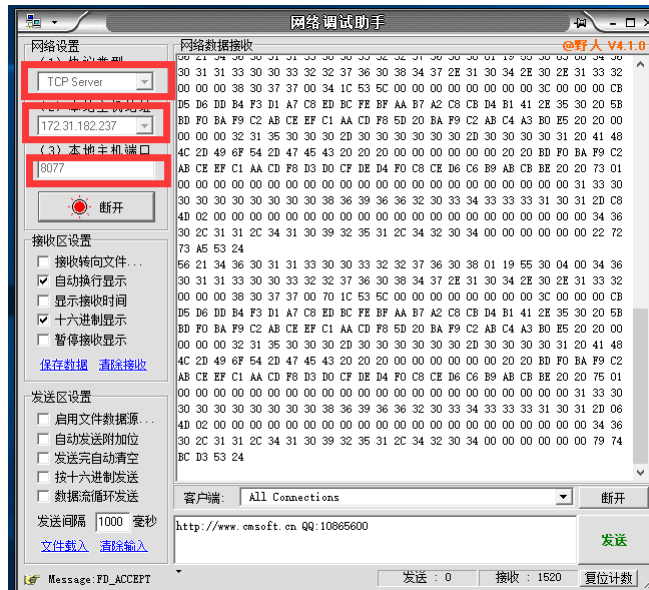 网络调试助手
网络设置
TCP Server
172.31.182.237
(3) 本地主机端口
8077
断开
接收区设置
接收转向文件...
自动换行显示
显示接收时间
十六进制显示
暂停接收显示
保存数据 清除接收
发送区设置
启用文件数据源...
自动发送附加位
发送完自动清空
按十六进制发送
数据流循环发送
发送间隔 1000 毫秒
文件载入 清除输入
网络数据接收
@野人 V4.1.0
30 31 31 33 30 30 33 32 32 37 36 30 38 34 37 2E 31 30 34 2E 30 2E 31 33 32
00 00 00 38 30 37 37 00 34 1C 53 5C 00 00 00 00 00 00 00 00 3C 00 00 00 CB
D5 D6 DD B4 F3 D1 A7 C8 ED BC FE BF AA B7 A2 C8 CB D4 B1 41 2E 35 30 20 5B
BD F0 BA F9 C2 AB CE EF C1 AA CD F8 5D 20 BA F9 C2 AB C4 A3 B0 E5 20 20 00
00 00 00 32 31 35 30 30 30 2D 30 30 30 30 30 2D 30 30 30 30 30 31 20 41 48
4C 2D 49 6F 54 2D 47 45 43 20 20 20 00 00 00 00 00 00 20 20 BD F0 BA F9 C2
AB CE EF C1 AA CD F8 D3 D0 CF DE D4 F0 C8 CE D6 C6 B9 AB CB BE 20 20 73 01
00 00 00 00 00 00 00 00 00 00 00 00 00 00 00 00 00 00 00 00 00 00 31 33 30
30 30 30 30 30 30 30 38 36 39 36 36 32 30 33 34 33 33 33 31 30 31 2D C8
4D 02 00 00 00 00 00 00 00 00 00 00 00 00 00 00 00 00 00 00 00 00 00 34 36
30 2C 31 31 2C 34 31 30 39 32 35 31 2C 34 32 30 34 00 00 00 00 00 00 22 72
73 A5 53 24
56 21 34 36 30 31 31 33 30 30 33 32 32 37 36 30 38 01 19 55 30 04 00 34 36
30 31 31 33 30 30 33 32 32 37 36 30 38 34 37 2E 31 30 34 2E 30 2E 31 33 32
00 00 00 38 30 37 37 00 70 1C 53 5C 00 00 00 00 00 00 00 00 3C 00 00 00 CB
D5 D6 DD B4 F3 D1 A7 C8 ED BC FE BF AA B7 A2 C8 CB D4 B1 41 2E 35 30 20 5B
BD F0 BA F9 C2 AB CE EF C1 AA CD F8 5D 20 BA F9 C2 AB C4 A3 B0 E5 20 20 00
00 00 00 32 31 35 30 30 30 2D 30 30 30 30 30 2D 30 30 30 30 30 31 20 41 48
4C 2D 49 6F 54 2D 47 45 43 20 20 20 00 00 00 00 00 00 20 20 BD F0 BA F9 C2
AB CE EF C1 AA CD F8 D3 D0 CF DE D4 F0 C8 CE D6 C6 B9 AB CB BE 20 20 75 01
00 00 00 00 00 00 00 00 00 00 00 00 00 00 00 00 00 00 00 00 00 00 31 33 30
30 30 30 30 30 30 30 38 36 39 36 36 32 30 33 34 33 33 33 31 30 31 2D 06
4D 02 00 00 00 00 00 00 00 00 00 00 00 00 00 00 00 00 00 00 00 00 00 34 36
30 2C 31 31 2C 34 31 30 39 32 35 31 2C 34 32 30 34 00 00 00 00 00 00 79 74
BC D3 53 24
客户端: All Connections 断开
http://www.cmsoft.cn QQ:10865600
发送
Message:FD_ACCEPT 发送 : 0 接收 : 1520 复位计数